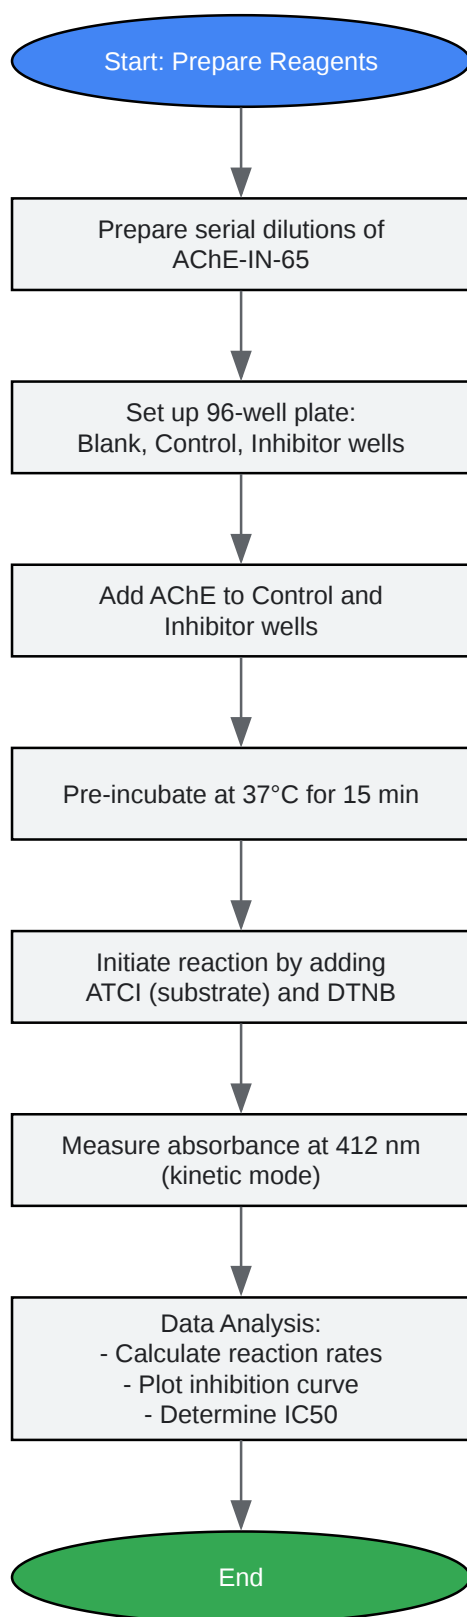 Start: Prepare Reagents
Prepare serial dilutions of
AChE-IN-65
Set up 96-well plate:
Blank, Control, Inhibitor wells
Add AChE to Control and
Inhibitor wells
Pre-incubate at 37°C for 15 min
Initiate reaction by adding
ATCI (substrate) and DTNB
Measure absorbance at 412 nm
(kinetic mode)
Data Analysis:
- Calculate reaction rates
- Plot inhibition curve
- Determine IC50
End